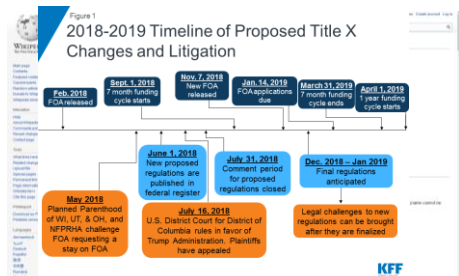 Figure 1
2018-2019 Timeline of Proposed Title X
Changes and Litigation
Feb. 2018
FOA released
Sept. 1, 2018
7 month funding
cycle starts
Nov. 7, 2018
New FOA
released
Jan. 14, 2019
FOA applications
due
March 31, 2019
7 month funding
cycle ends
April 1, 2019
1 year funding
cycle starts
May 2018
Planned Parenthood
of WI, UT, & OH, and
NFPRHA challenge
FOA requesting a
stay on FOA
June 1, 2018
New proposed
regulations are
published in
federal register
July 16, 2018
U.S. District Court for District of
Columbia rules in favor of
Trump Administration. Plaintiffs
have appealed
July 31, 2018
Comment period
for proposed
regulations closed
Dec. 2018 – Jan 2019
Final regulations
anticipated
Legal challenges to new
regulations can be brought
after they are finalized
KFF